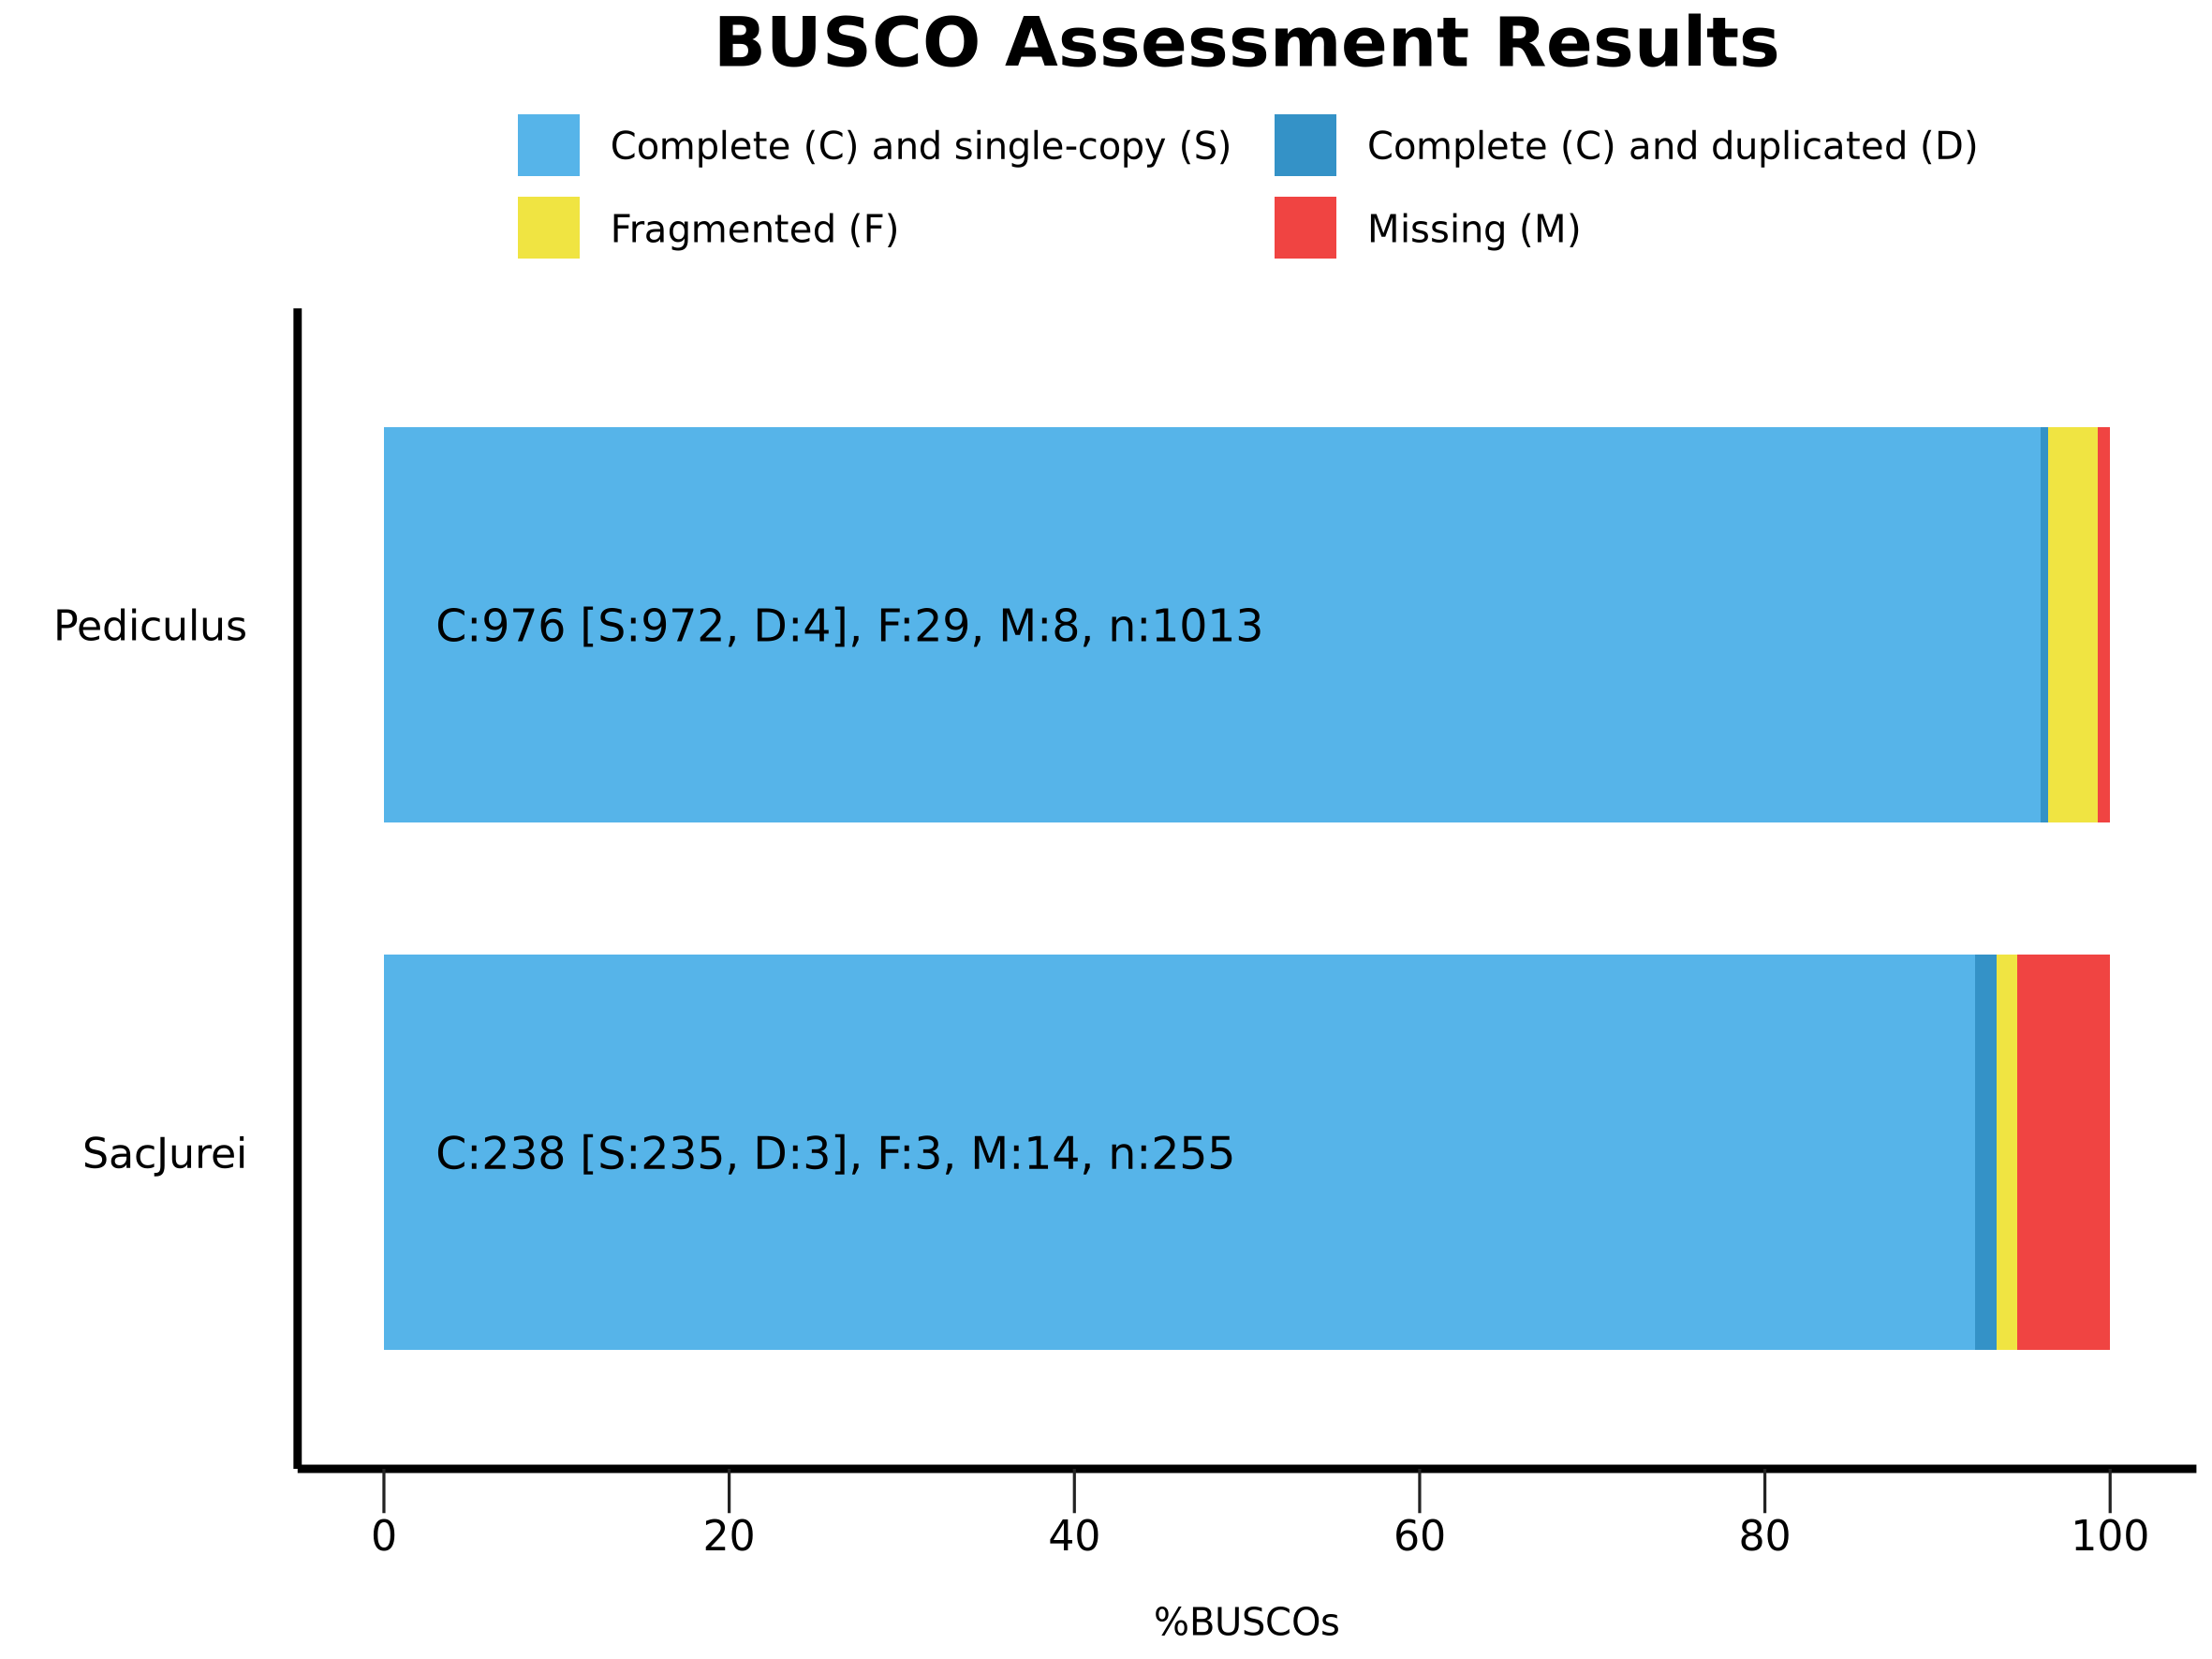 BUSCO Assessment Results
Complete (C) and single-copy (S)
Complete (C) and duplicated (D)
Fragmented (F)
Missing (M)
Pediculus
C:976 [S:972, D:4], F:29, M:8, n:1013
SacJurei
C:238 [S:235, D:3], F:3, M:14, n:255
0 20 40 60 80 100
%BUSCOs